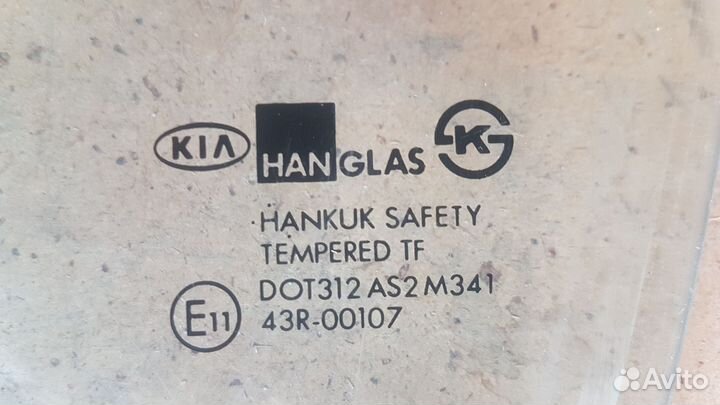 KIA HANGLAS K
HANKUK SAFETY
TEMPERED TF
DOT312 AS2 M341
E11 43R-00107
Avito